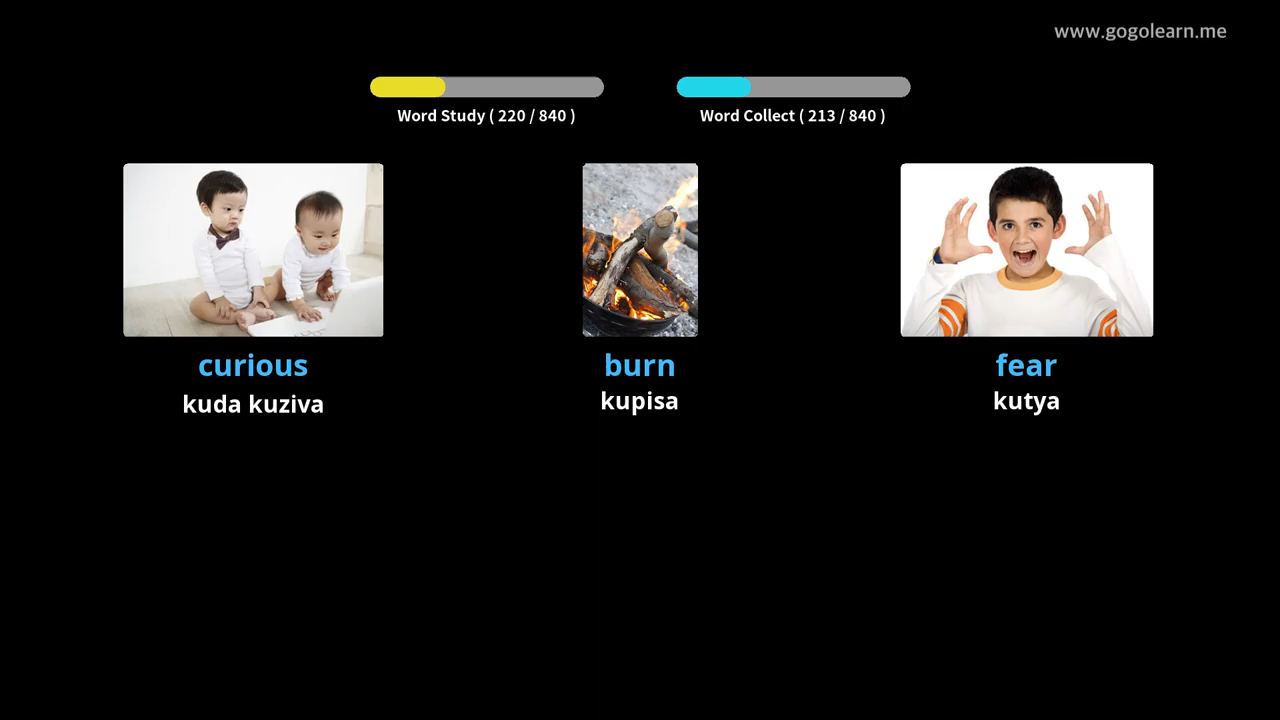 www.gogolearn.me
Word Study ( 220 / 840 )
Word Collect ( 213 / 840 )
curious
kuda kuziva
burn
kupisa
fear
kutya